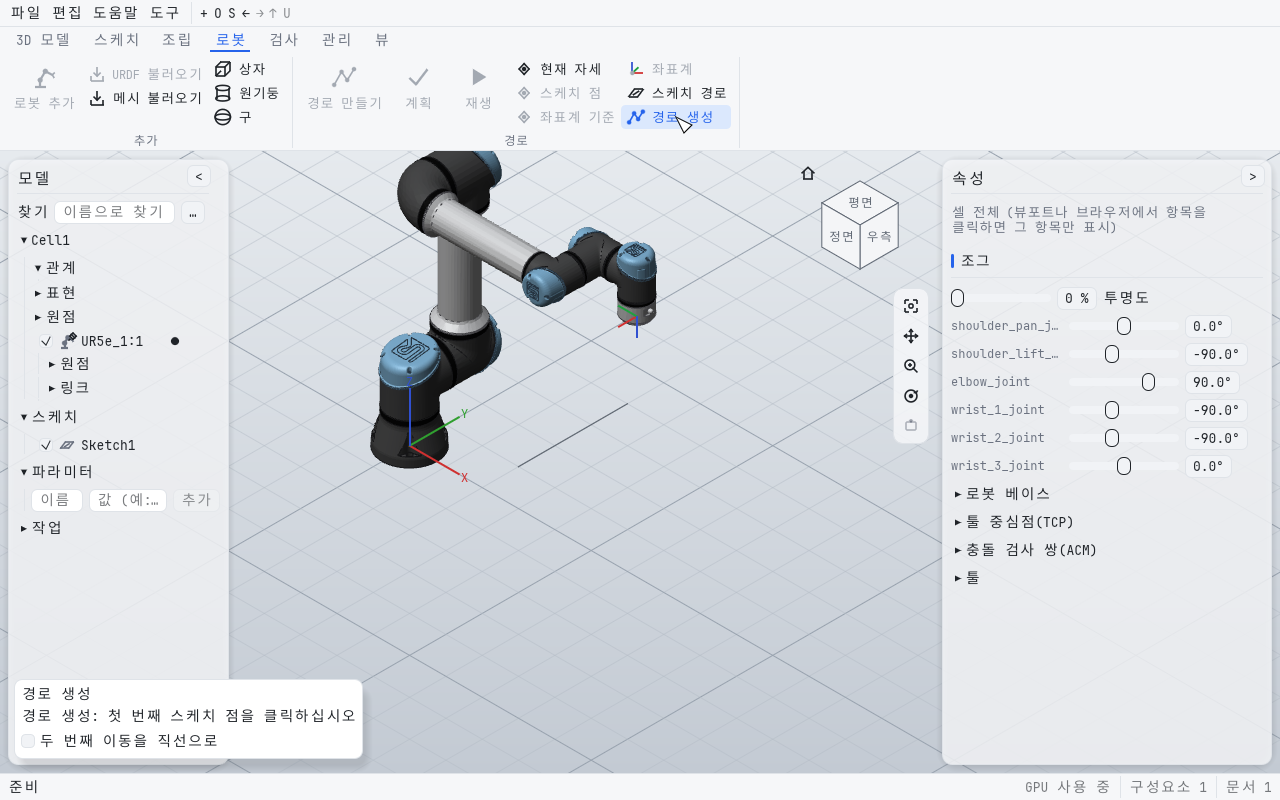 파일 편집 도움말 도구 + O S ← → ↑ U
3D 모델 스케치 조립 로봇 검사 관리 뷰
로봇 추가
URDF 불러오기
메시 불러오기
상자
원기둥
구
추가
경로 만들기
계획
재생
현재 자세
스케치 점
좌표계 기준
좌표계
스케치 경로
경로 생성
경로
모델 <
찾기 이름으로 찾기 …
▾ Cell1
▾ 관계
▸ 표현
▸ 원점
✓ UR5e_1:1 ●
▸ 원점
▸ 링크
▾ 스케치
✓ Sketch1
▾ 파라미터
이름 값 (예:… 추가
▸ 작업
경로 생성
경로 생성: 첫 번째 스케치 점을 클릭하십시오
두 번째 이동을 직선으로
X
Y
평면
정면 우측
속성 >
셀 전체 (뷰포트나 브라우저에서 항목을
클릭하면 그 항목만 표시)
조그
0 % 투명도
shoulder_pan_j… 0.0°
shoulder_lift_… -90.0°
elbow_joint 90.0°
wrist_1_joint -90.0°
wrist_2_joint -90.0°
wrist_3_joint 0.0°
▸ 로봇 베이스
▸ 툴 중심점(TCP)
▸ 충돌 검사 쌍(ACM)
▸ 툴
준비
GPU 사용 중 구성요소 1 문서 1